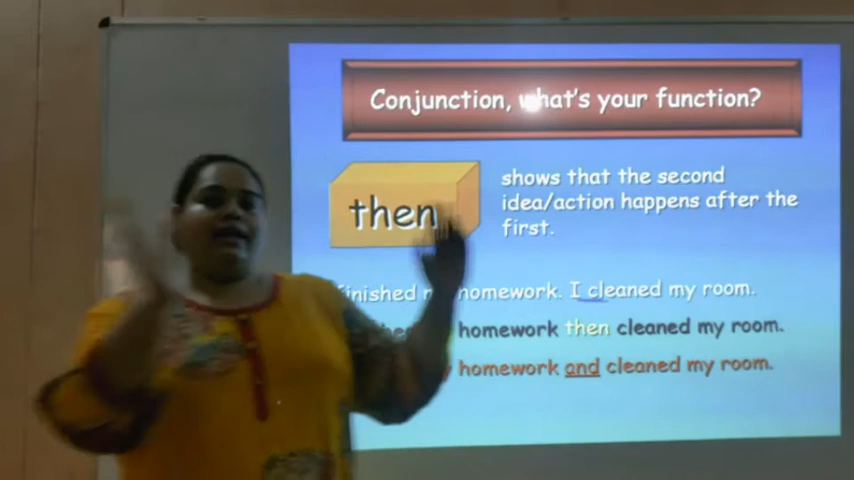 Conjunction, what's your function?
then
shows that the second
idea/action happens after the
first.
finished homework. I cleaned my room.
homework then cleaned my room.
homework and cleaned my room.